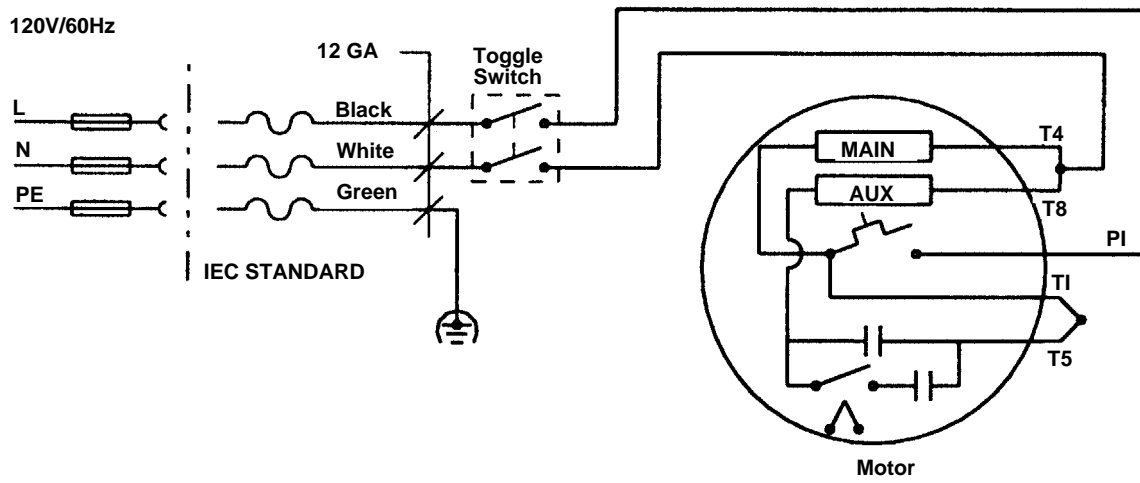 120V/60Hz
12 GA
Toggle
Switch
L
Black
N
White
PE
Green
IEC STANDARD
MAIN
T4
AUX
T8
PI
TI
T5
Motor